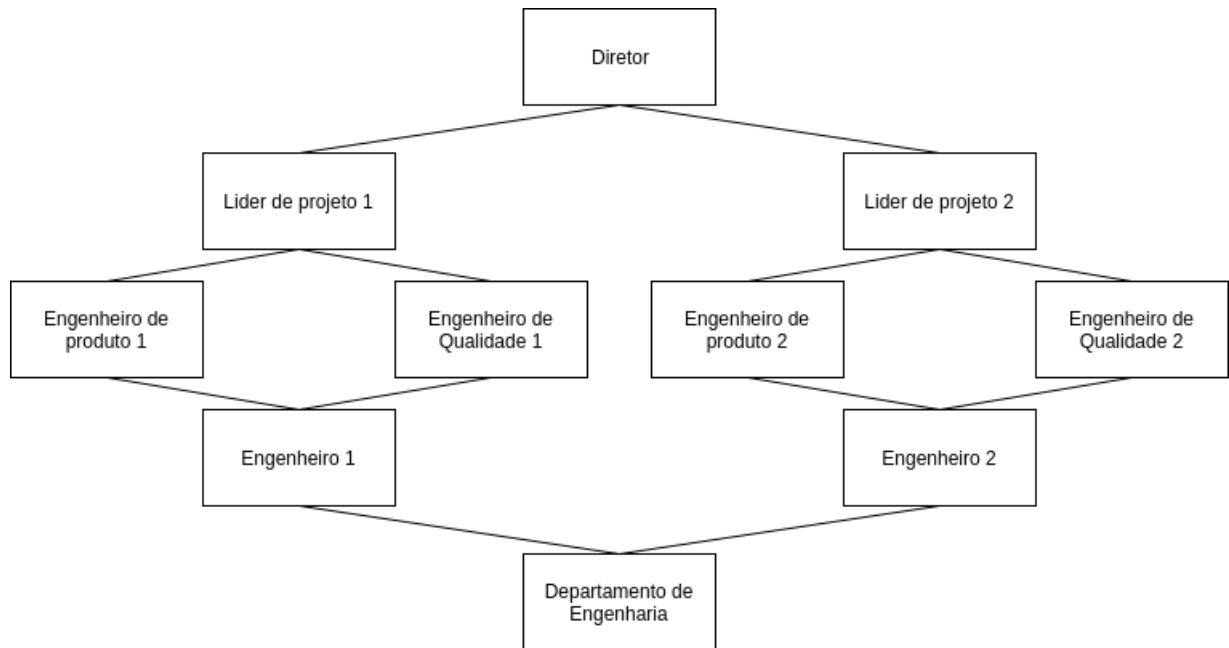 Diretor
Lider de projeto 1
Lider de projeto 2
Engenheiro de
produto 1
Engenheiro de
Qualidade 1
Engenheiro de
produto 2
Engenheiro de
Qualidade 2
Engenheiro 1
Engenheiro 2
Departamento de
Engenharia